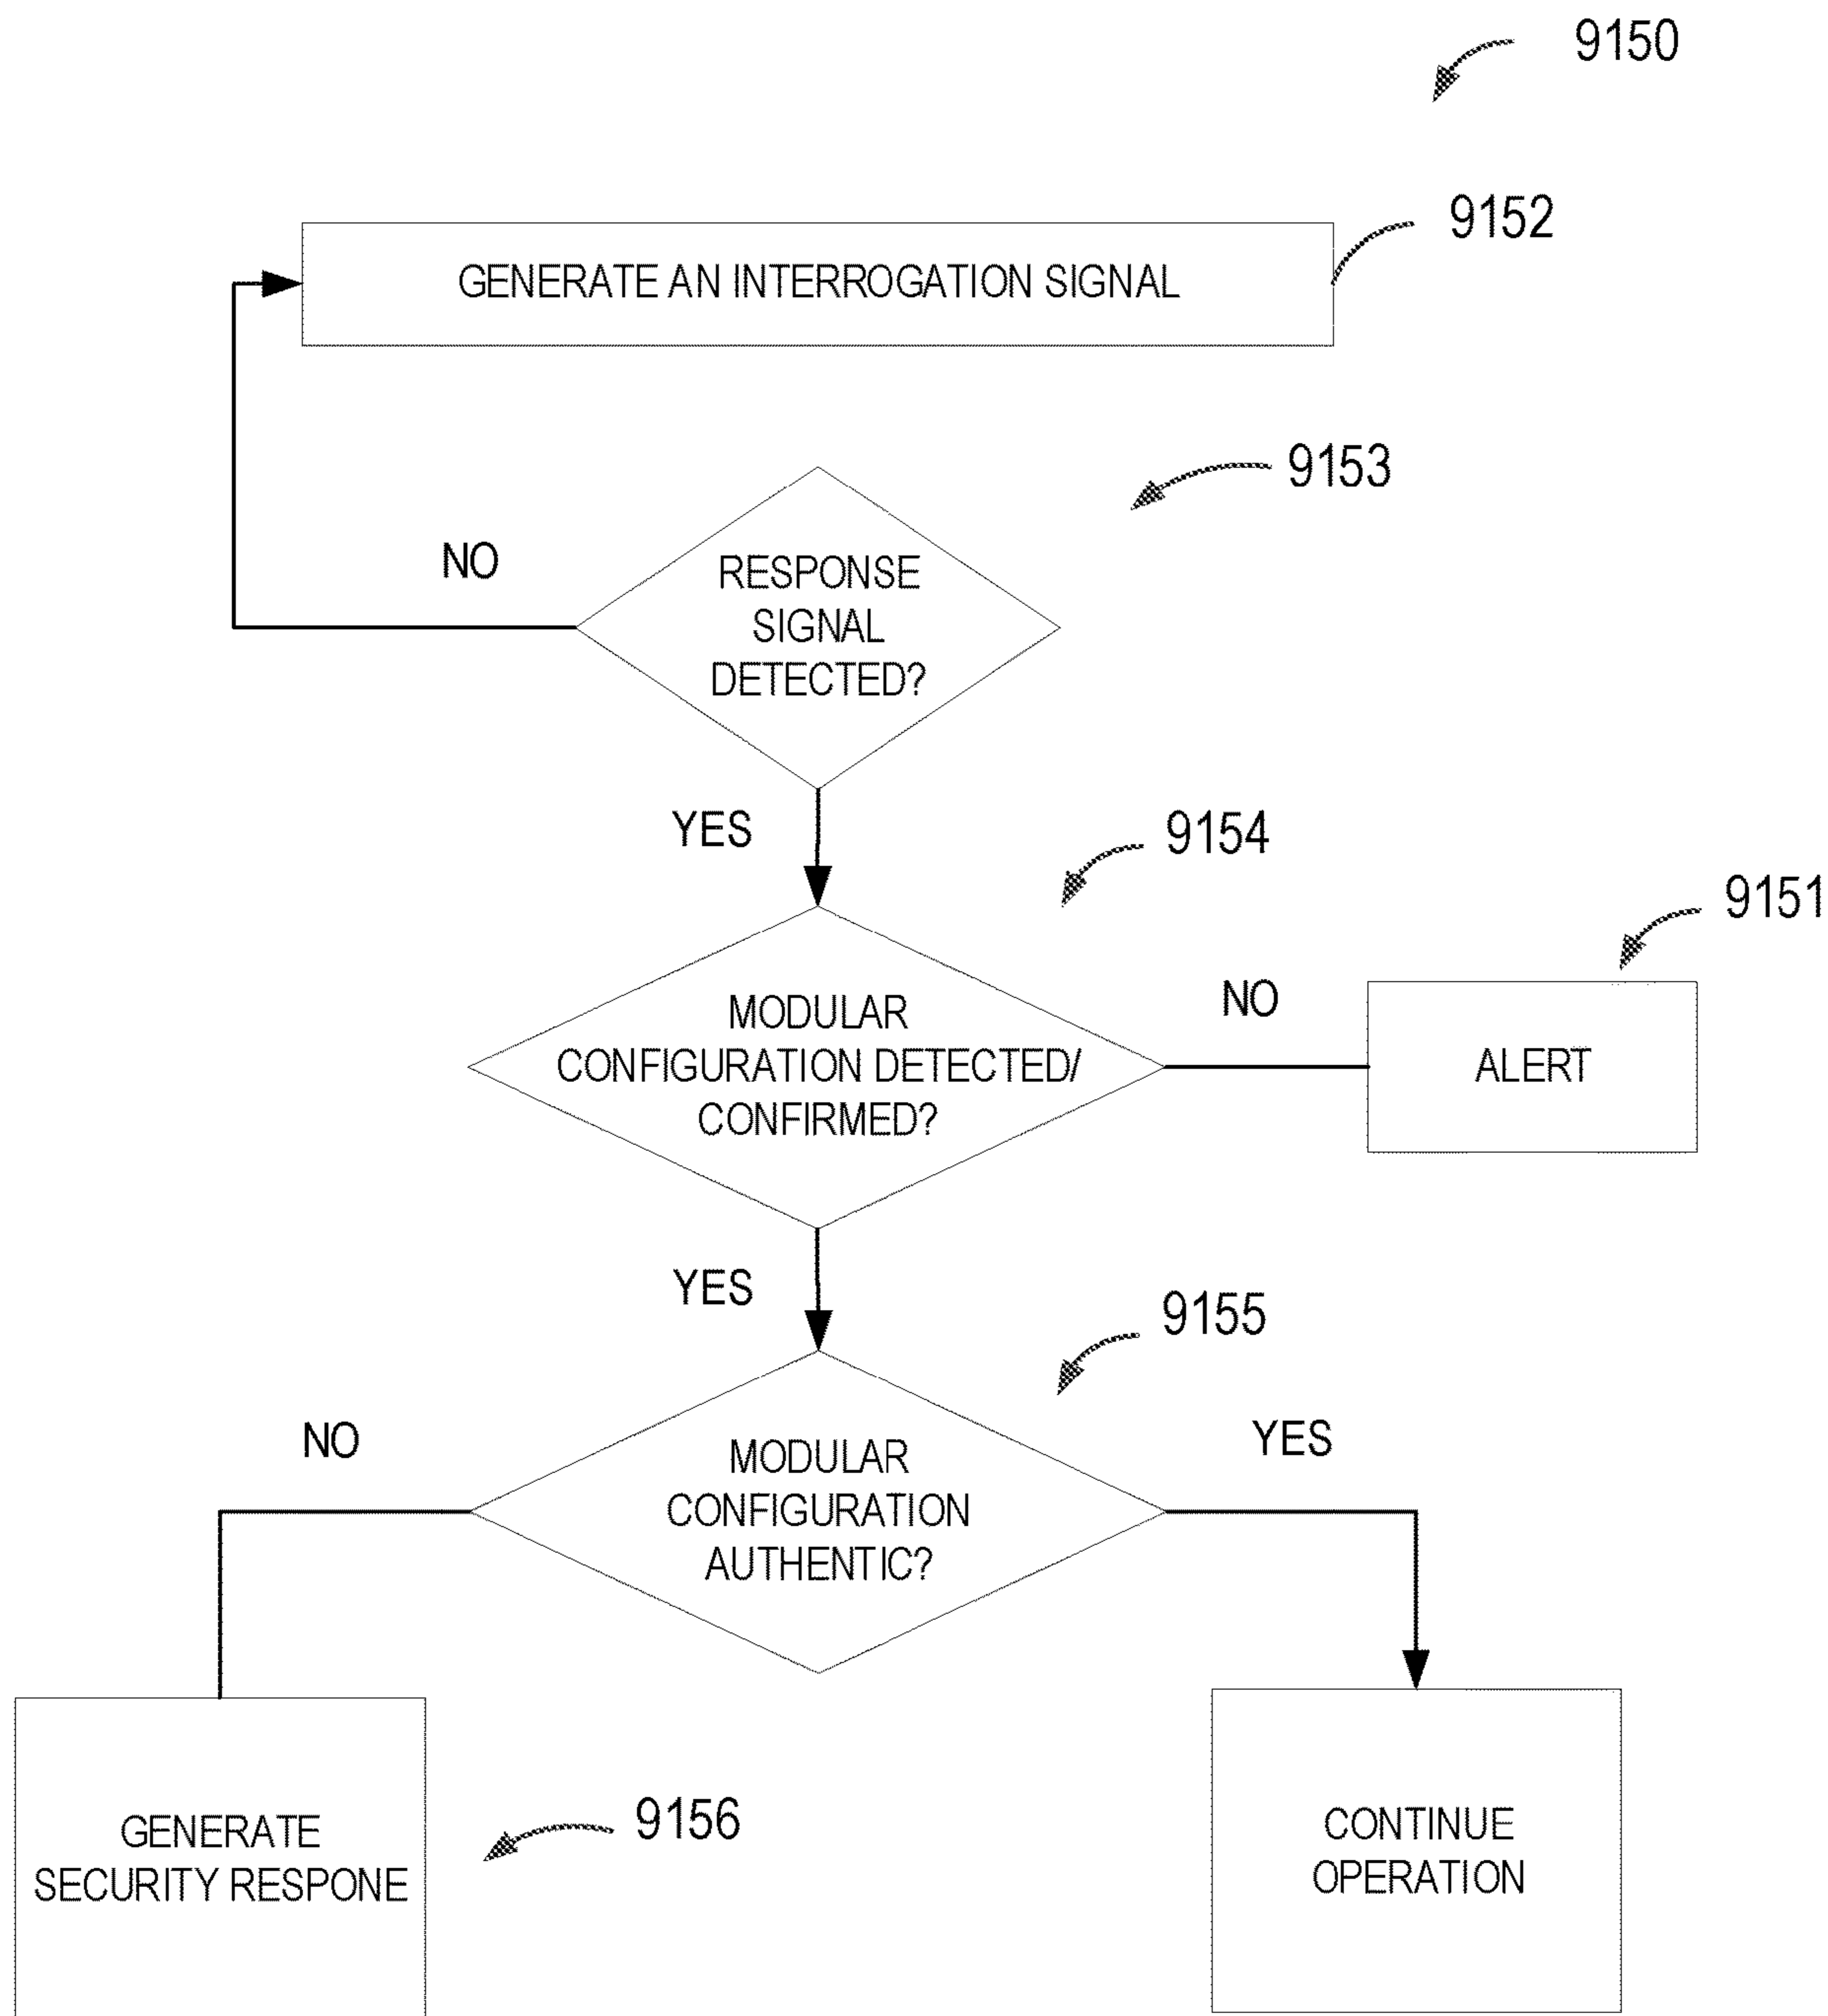 9150
9152
GENERATE AN INTERROGATION SIGNAL
9153
NO
RESPONSE
SIGNAL
DETECTED?
YES
9154
9151
MODULAR
CONFIGURATION DETECTED/
CONFIRMED?
NO
ALERT
YES
9155
NO
MODULAR
CONFIGURATION
AUTHENTIC?
YES
GENERATE
SECURITY RESPONE
9156
CONTINUE
OPERATION